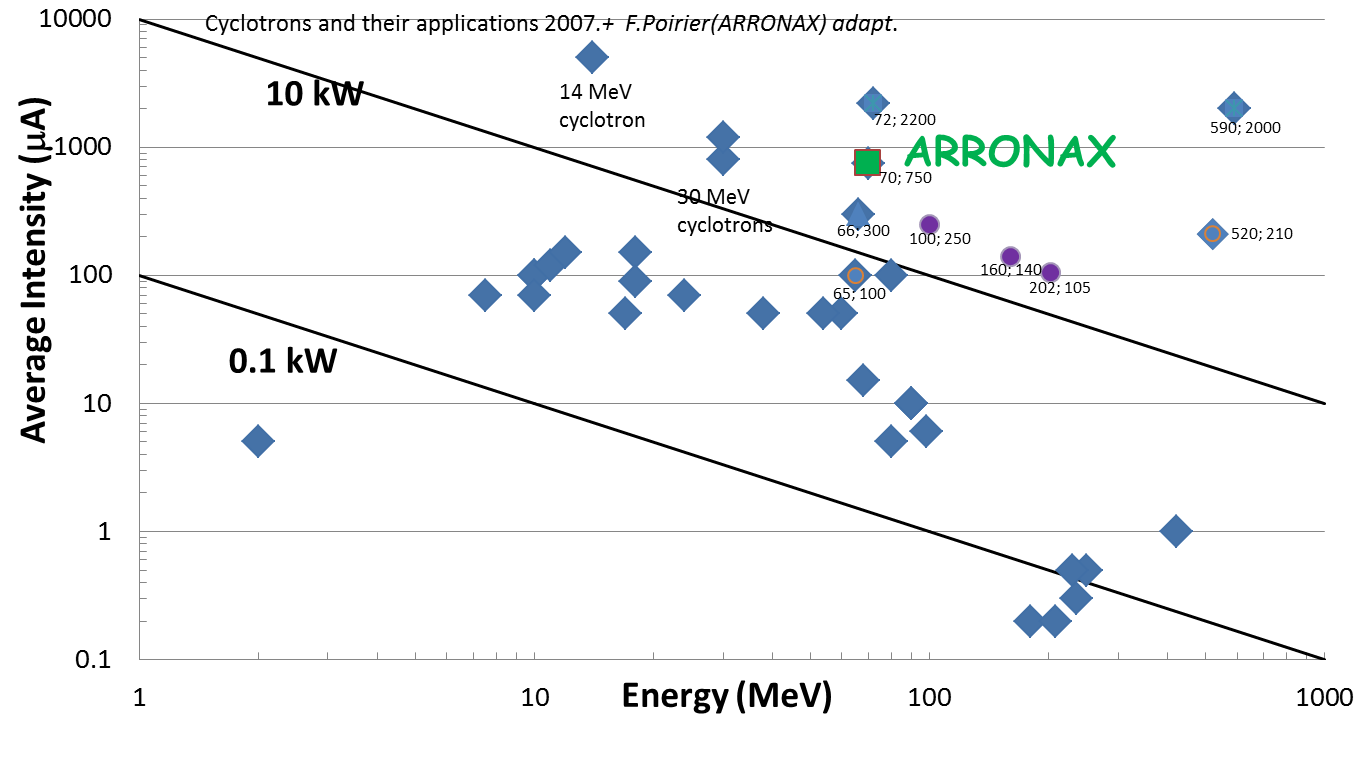 Cyclotrons and their applications 2007.+ F.Poirier(ARRONAX) adapt.
10000
1000
100
10
1
0.1
Average Intensity (µA)
10 kW
0.1 kW
14 MeV
cyclotron
30 MeV
cyclotrons
72; 2200
590; 2000
ARRONAX
70; 750
66; 300
100; 250
520; 210
160; 140
202; 105
65; 100
1
10
100
1000
Energy (MeV)